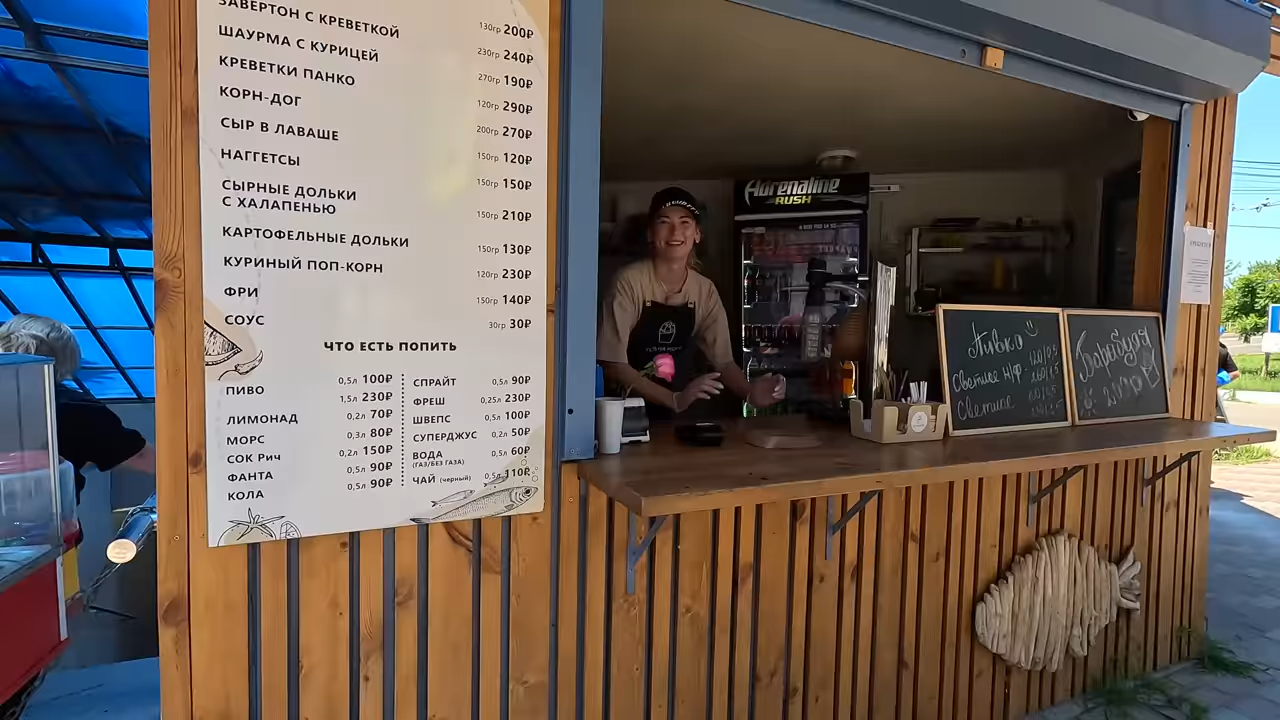 130гр 200₽
ЗАВЕРТОН С КРЕВЕТКОЙ 230гр 240₽
ШАУРМА С КУРИЦЕЙ 270гр 190₽
КРЕВЕТКИ ПАНКО 120гр 290₽
КОРН-ДОГ 200гр 270₽
СЫР В ЛАВАШЕ 150гр 120₽
НАГГЕТСЫ 150гр 150₽
СЫРНЫЕ ДОЛЬКИ
С ХАЛАПЕНЬЮ 150гр 210₽
КАРТОФЕЛЬНЫЕ ДОЛЬКИ 150гр 130₽
КУРИНЫЙ ПОП-КОРН 120гр 230₽
ФРИ 150гр 140₽
СОУС 30гр 30₽
ЧТО ЕСТЬ ПОПИТЬ
ПИВО 0,5л 100₽
1,5л 230₽
ЛИМОНАД 0,2л 70₽
МОРС 0,3л 80₽
СОК Рич 0,2л 150₽
ФАНТА 0,5л 90₽
КОЛА 0,5л 90₽
СПРАЙТ 0,5л 90₽
ФРЕШ 0,25л 230₽
ШВЕПС 0,5л 100₽
СУПЕРДЖУС 0,2л 50₽
ВОДА 0,5л 60₽
(ГАЗ/БЕЗ ГАЗА)
ЧАЙ (черный) 0,5л 110₽
Adrenaline
RUSH
Пивко
Светлое Н/Ф
Светлое
Барабуля